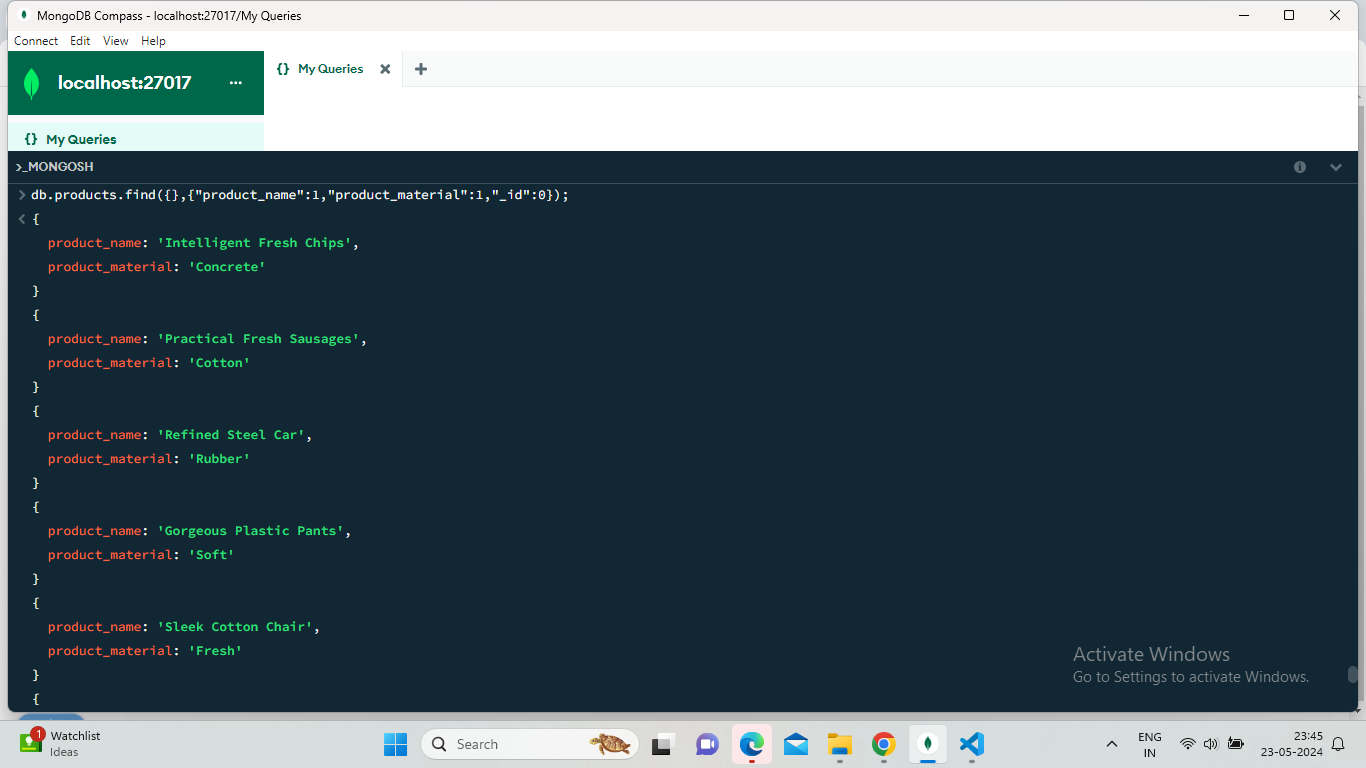 MongoDB Compass - localhost:27017/My Queries
Connect Edit View Help
localhost:27017 ...
{} My Queries
{} My Queries
>_MONGOSH
db.products.find({},{"product_name":1,"product_material":1,"_id":0});
{
product_name: 'Intelligent Fresh Chips',
product_material: 'Concrete'
}
{
product_name: 'Practical Fresh Sausages',
product_material: 'Cotton'
}
{
product_name: 'Refined Steel Car',
product_material: 'Rubber'
}
{
product_name: 'Gorgeous Plastic Pants',
product_material: 'Soft'
}
{
product_name: 'Sleek Cotton Chair',
product_material: 'Fresh'
}
{
Activate Windows
Go to Settings to activate Windows.
1
Watchlist
Ideas
Search
ENG
IN
23:45
23-05-2024